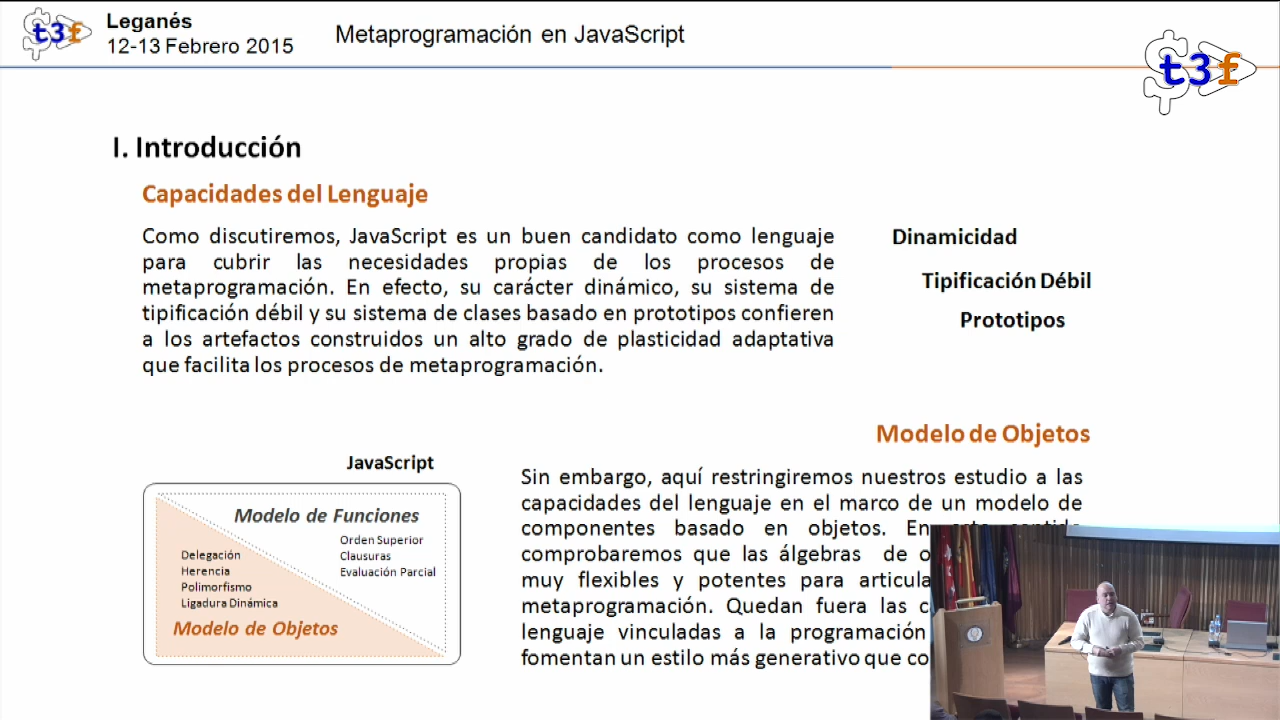 t3f
Leganés
12-13 Febrero 2015
Metaprogramación en JavaScript
t3f
I. Introducción
Capacidades del Lenguaje
Como discutiremos, JavaScript es un buen candidato como lenguaje
para cubrir las necesidades propias de los procesos de
metaprogramación. En efecto, su carácter dinámico, su sistema de
tipificación débil y su sistema de clases basado en prototipos confieren
a los artefactos construidos un alto grado de plasticidad adaptativa
que facilita los procesos de metaprogramación.
Dinamicidad
Tipificación Débil
Prototipos
JavaScript
Modelo de Funciones
Orden Superior
Clausuras
Evaluación Parcial
Delegación
Herencia
Polimorfismo
Ligadura Dinámica
Modelo de Objetos
Modelo de Objetos
Sin embargo, aquí restringiremos nuestros estudio a las
capacidades del lenguaje en el marco de un modelo de
componentes basado en objetos. En
comprobaremos que las álgebras de
muy flexibles y potentes para
metaprogramación. Quedan fuera las
lenguaje vinculadas a la programación
fomentan un estilo más generativo que